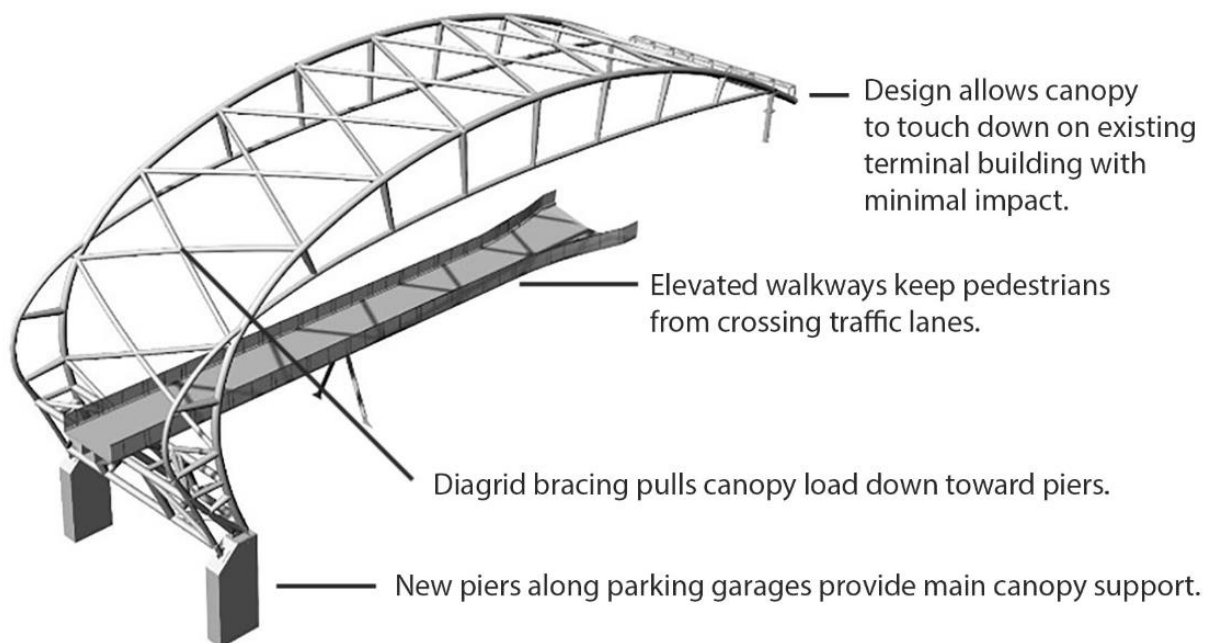 Design allows canopy
to touch down on existing
terminal building with
minimal impact.
Elevated walkways keep pedestrians
from crossing traffic lanes.
Diagrid bracing pulls canopy load down toward piers.
New piers along parking garages provide main canopy support.